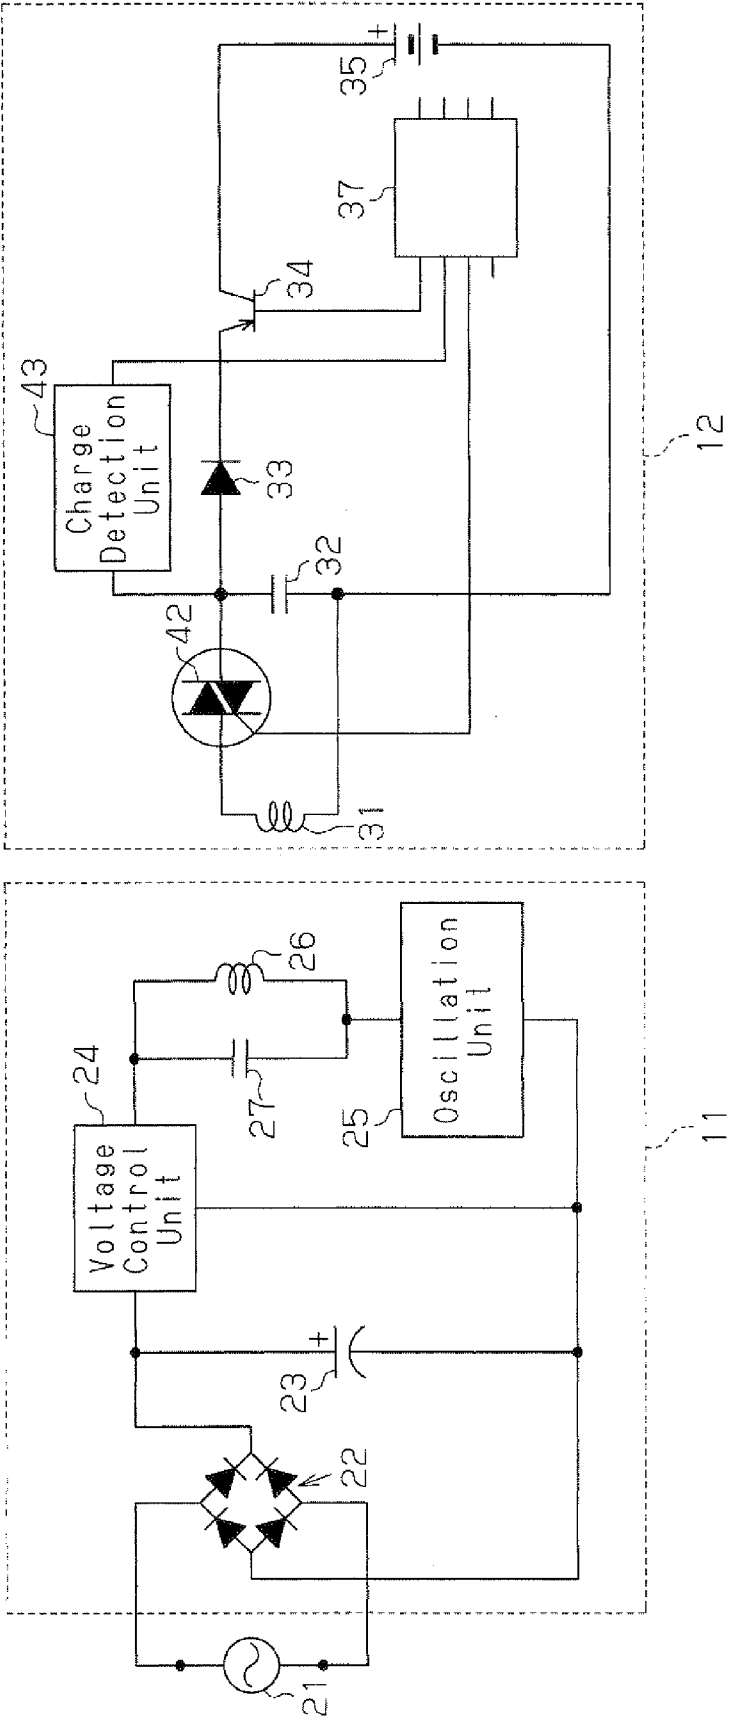 21
22
23
Voltage
Control
Unit
24
25
Oscillation
Unit
26
27
+
11
31
42
32
33
43
Charge
Detection
Unit
34
37
35
+
12